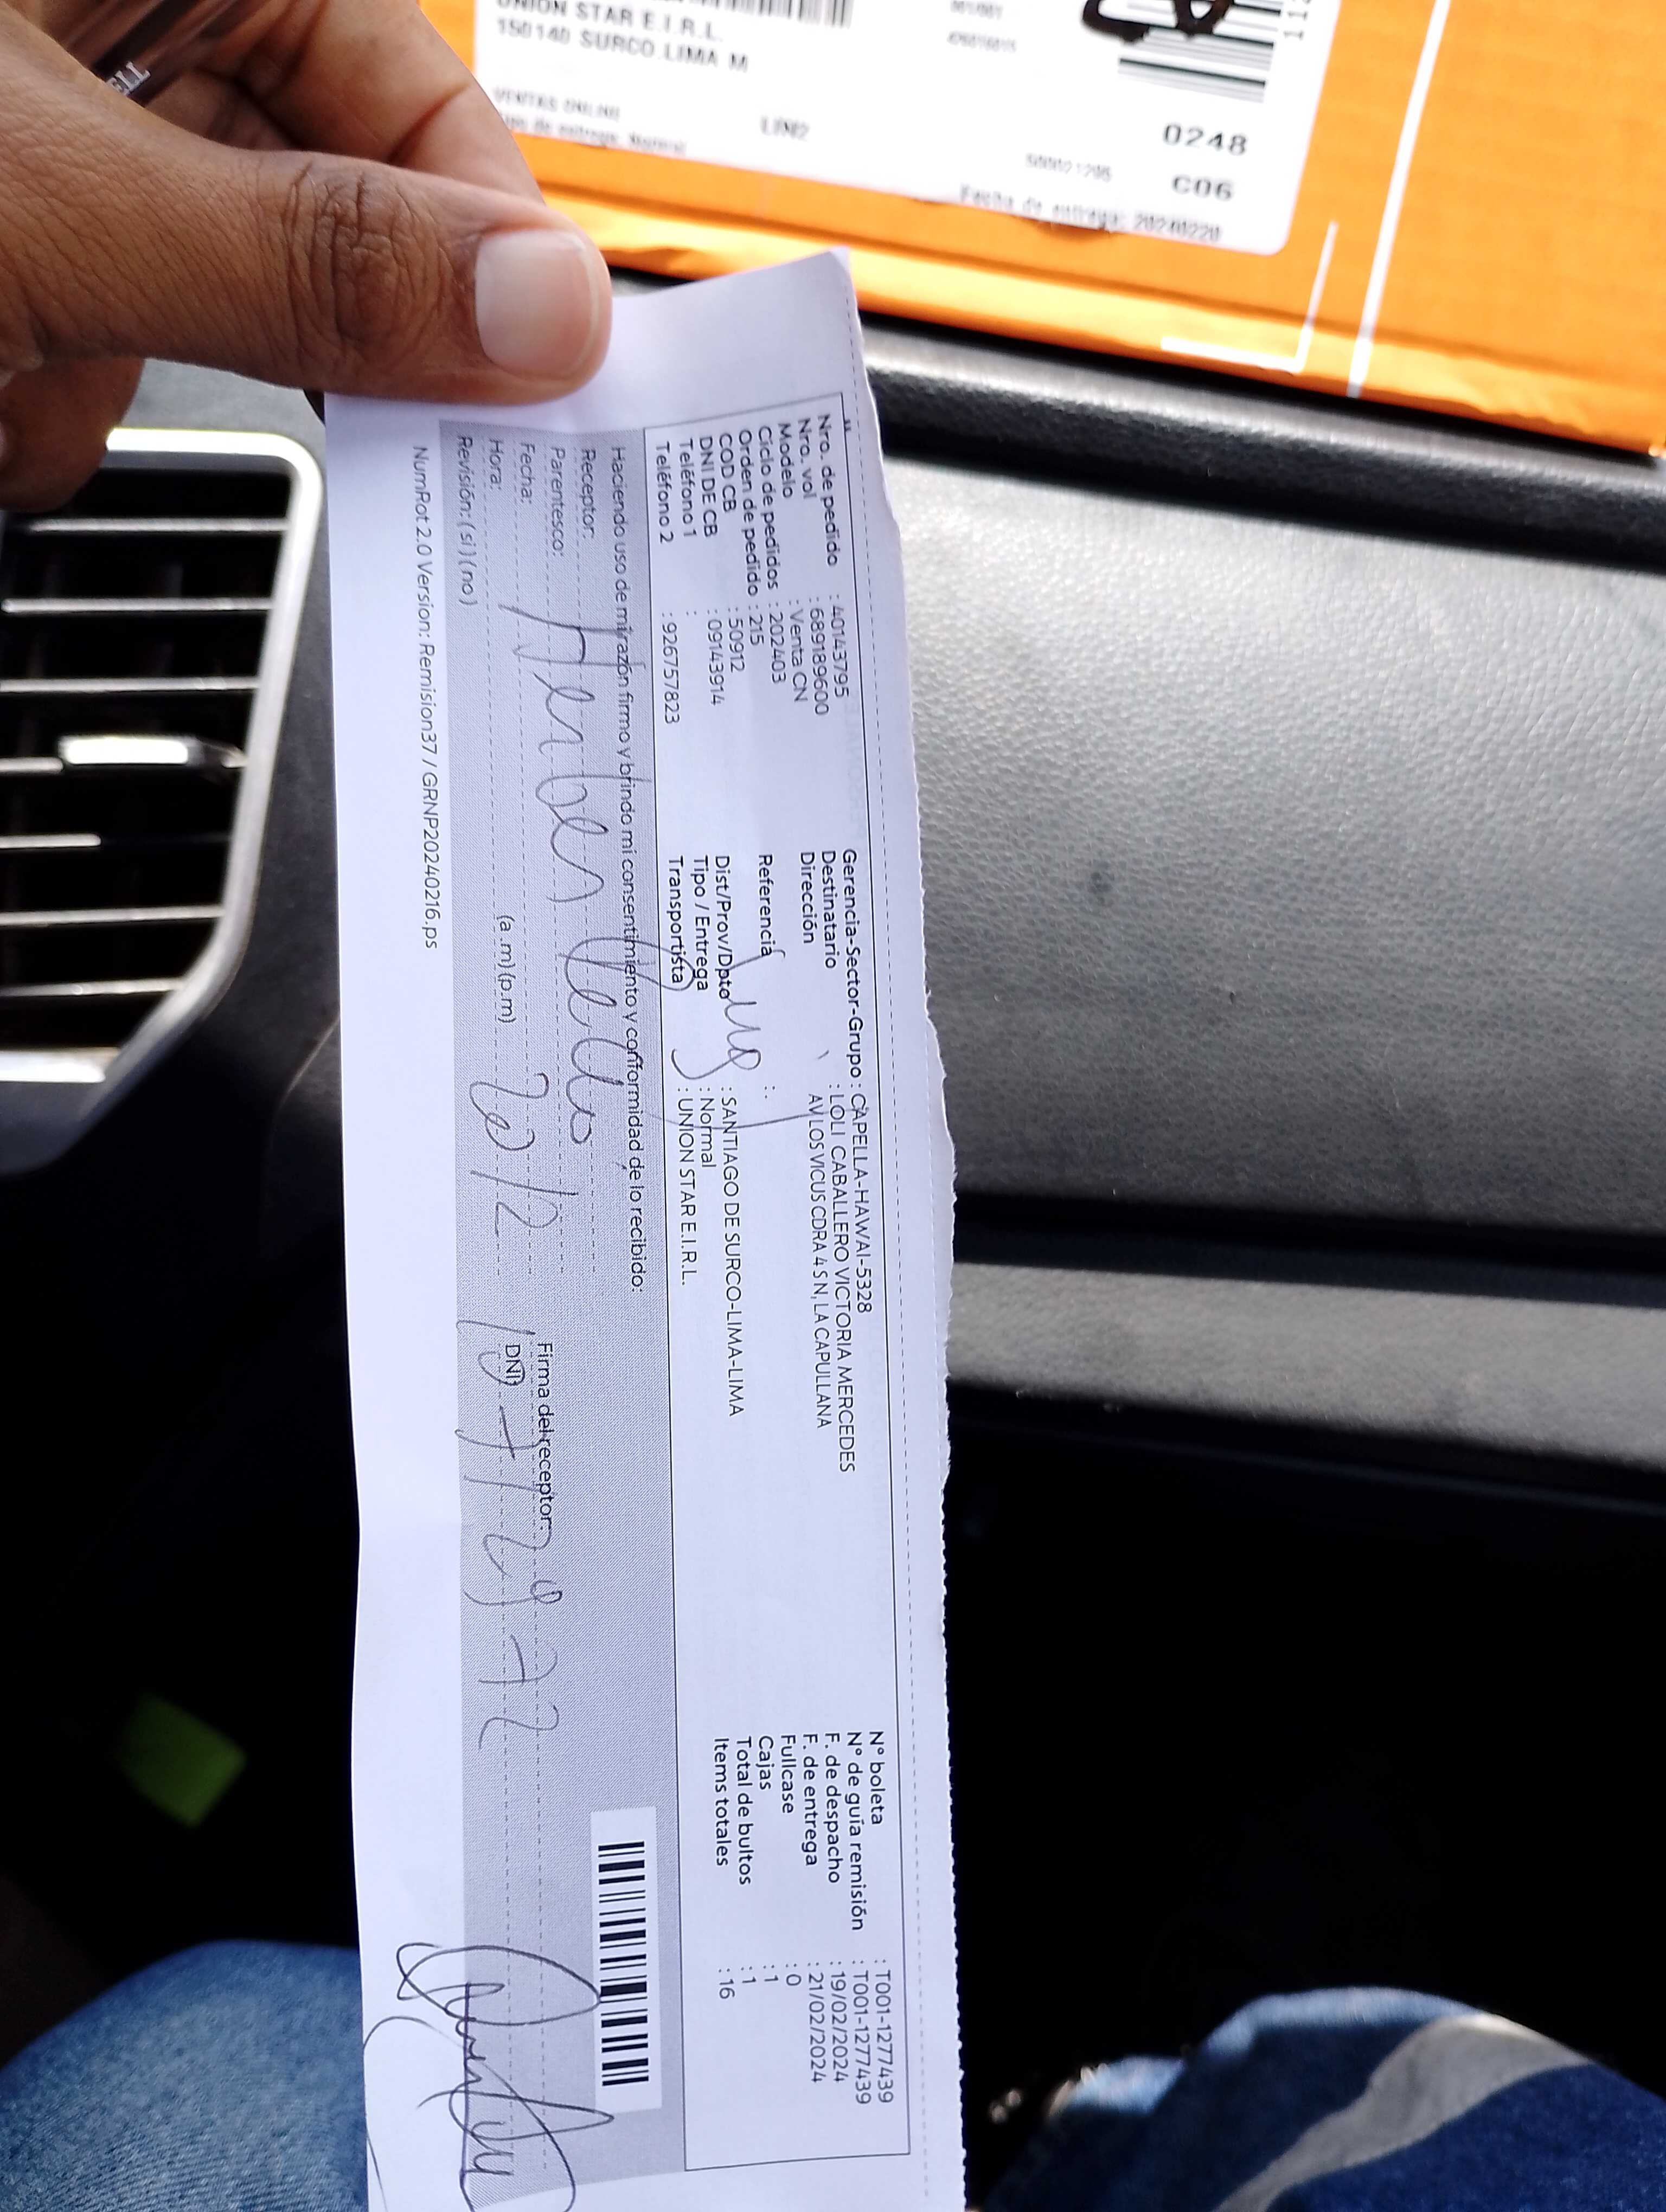 UNION STAR E.I.R.L.
150140 SURCO.LIMA M
VENTAS ONLINE
LIM2
0248
C06
Fecha de entrega: 20240220
Nro. de pedido : 40143795
Nro. vol : 689189600
Modelo : Venta CN
Ciclo de pedidos : 202403
Orden de pedido : 215
COD CB : 50912
DNI DE CB : 09143914
Teléfono 1 :
Teléfono 2 : 926757823
Gerencia-Sector-Grupo : CAPELLA-HAWAI-5328
Destinatario : LOLI CABALLERO VICTORIA MERCEDES
Dirección AV LOS VICUS CDRA 4 S N, LA CAPULLANA
Referencia :.
Dist/Prov/Dpto : SANTIAGO DE SURCO-LIMA-LIMA
Tipo / Entrega : Normal
Transportista : UNION STAR E.I.R.L.
N° boleta : T001-1277439
N° de guía remisión : T001-1277439
F. de despacho : 19/02/2024
F. de entrega : 21/02/2024
Fullcase : 0
Cajas : 1
Total de bultos : 1
Items totales : 16
Haciendo uso de mi razón firmo y brindo mi consentimiento y conformidad de lo recibido:
Receptor:
Parentesco:
Fecha:
Hora: (a .m) (p.m)
Revisión: ( si ) ( no )
Firma del receptor:
DNI
NumRot 2.0 Version: Remision37 / GRNP20240216.ps